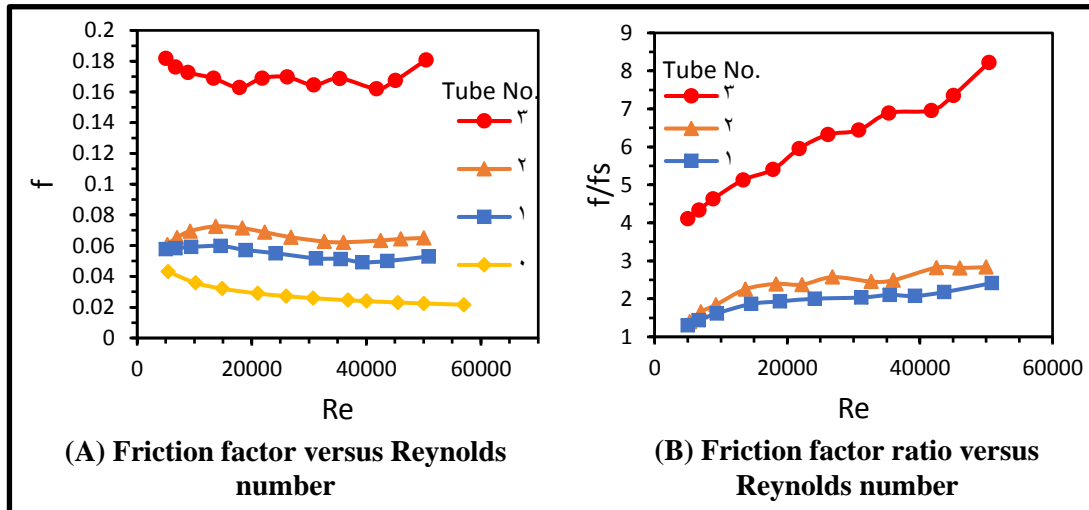 0.2
0.18
0.16
0.14
0.12
0.1
0.08
0.06
0.04
0.02
0
f
0 20000 40000 60000
Re
Tube No.
٣
٢
١
٠
(A) Friction factor versus Reynolds
number
9
8
7
6
5
4
3
2
1
f/fs
0 20000 40000 60000
Re
Tube No.
٣
٢
١
(B) Friction factor ratio versus
Reynolds number